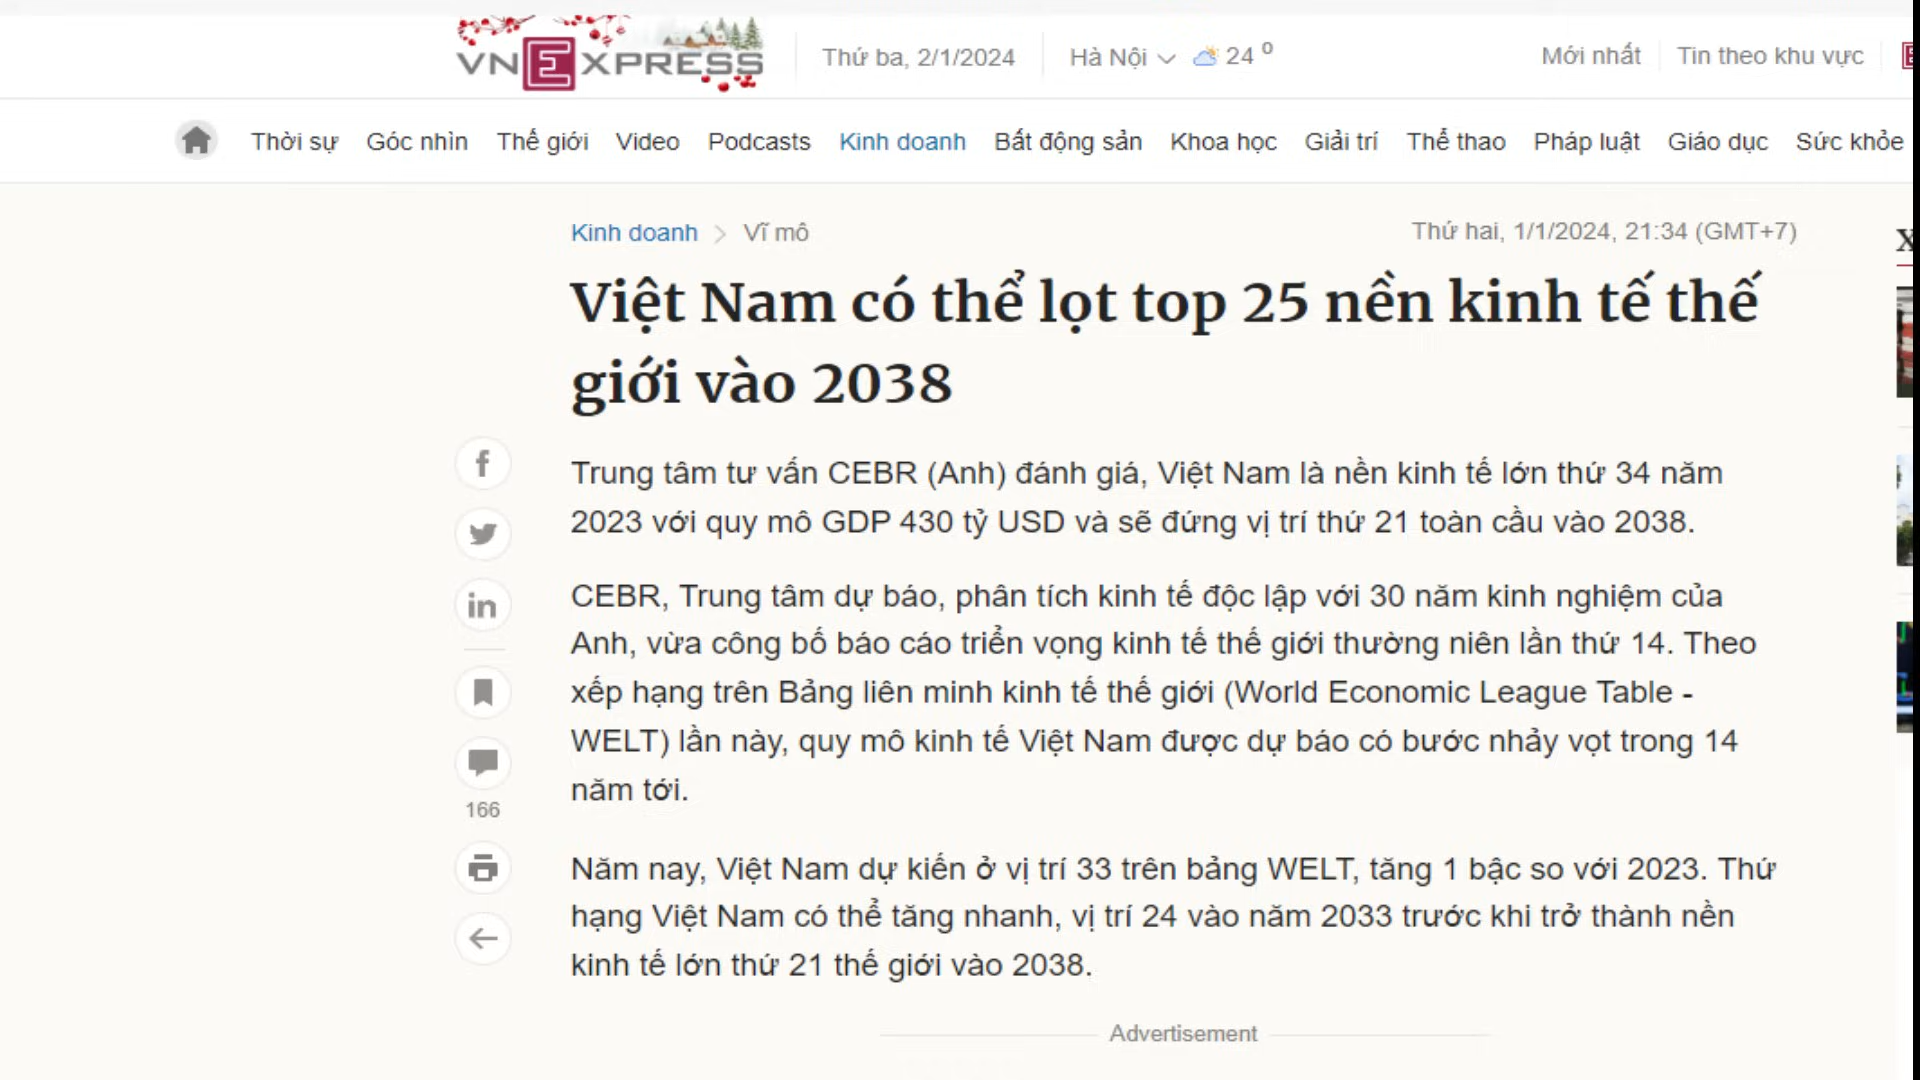 VNEXPRESS
Thứ ba, 2/1/2024
Hà Nội
24 º
Mới nhất
Tin theo khu vực
Thời sự
Góc nhìn
Thế giới
Video
Podcasts
Kinh doanh
Bất động sản
Khoa học
Giải trí
Thể thao
Pháp luật
Giáo dục
Sức khỏe
Kinh doanh > Vĩ mô
Thứ hai, 1/1/2024, 21:34 (GMT+7)
Việt Nam có thể lọt top 25 nền kinh tế thế
giới vào 2038
Trung tâm tư vấn CEBR (Anh) đánh giá, Việt Nam là nền kinh tế lớn thứ 34 năm
2023 với quy mô GDP 430 tỷ USD và sẽ đứng vị trí thứ 21 toàn cầu vào 2038.
CEBR, Trung tâm dự báo, phân tích kinh tế độc lập với 30 năm kinh nghiệm của
Anh, vừa công bố báo cáo triển vọng kinh tế thế giới thường niên lần thứ 14. Theo
xếp hạng trên Bảng liên minh kinh tế thế giới (World Economic League Table -
WELT) lần này, quy mô kinh tế Việt Nam được dự báo có bước nhảy vọt trong 14
năm tới.
166
Năm nay, Việt Nam dự kiến ở vị trí 33 trên bảng WELT, tăng 1 bậc so với 2023. Thứ
hạng Việt Nam có thể tăng nhanh, vị trí 24 vào năm 2033 trước khi trở thành nền
kinh tế lớn thứ 21 thế giới vào 2038.
Advertisement